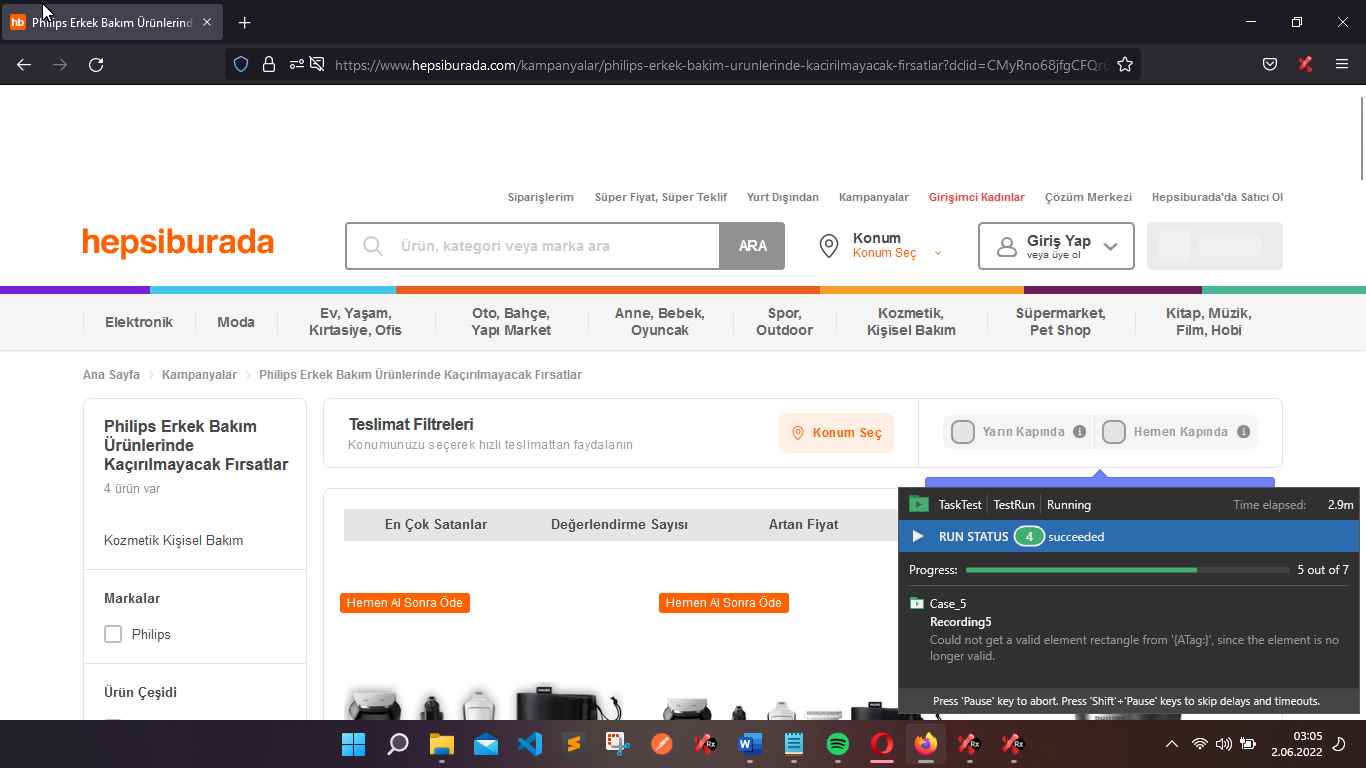 hb Philips Erkek Bakım Ürünlerind
https://www.hepsiburada.com/kampanyalar/philips-erkek-bakim-urunlerinde-kacirilmayacak-firsatlar?dclid=CMyRno68jfgCFQr
Siparişlerim Süper Fiyat, Süper Teklif Yurt Dışından Kampanyalar Girişimci Kadınlar Çözüm Merkezi Hepsiburada'da Satıcı Ol
hepsiburada
Ürün, kategori veya marka ara ARA
Konum
Konum Seç
Giriş Yap
veya üye ol
Elektronik
Moda
Ev, Yaşam,
Kırtasiye, Ofis
Oto, Bahçe,
Yapı Market
Anne, Bebek,
Oyuncak
Spor,
Outdoor
Kozmetik,
Kişisel Bakım
Süpermarket,
Pet Shop
Kitap, Müzik,
Film, Hobi
Ana Sayfa Kampanyalar Philips Erkek Bakım Ürünlerinde Kaçırılmayacak Fırsatlar
Philips Erkek Bakım
Ürünlerinde
Kaçırılmayacak Fırsatlar
4 ürün var
Kozmetik Kişisel Bakım
Markalar
Philips
Ürün Çeşidi
Teslimat Filtreleri
Konumunuzu seçerek hızlı teslimattan faydalanın
Konum Seç
Yarın Kapında
Hemen Kapında
En Çok Satanlar Değerlendirme Sayısı Artan Fiyat
Hemen Al Sonra Öde
Hemen Al Sonra Öde
TaskTest TestRun Running Time elapsed: 2.9m
RUN STATUS 4 succeeded
Progress: 5 out of 7
Case_5
Recording5
Could not get a valid element rectangle from '{ATag:}', since the element is no
longer valid.
Press 'Pause' key to abort. Press 'Shift'+'Pause' keys to skip delays and timeouts.
03:05
2.06.2022